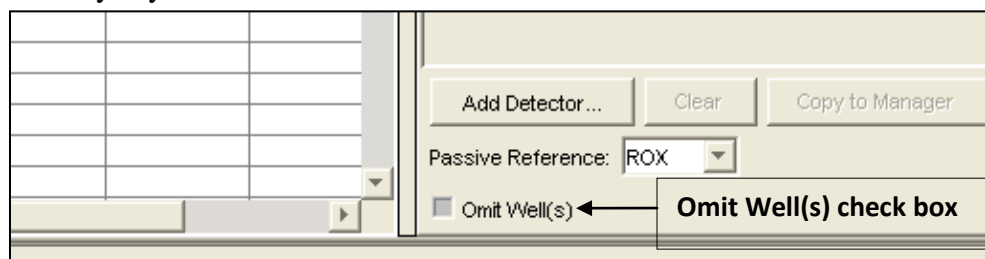 Add Detector... Clear Copy to Manager
Passive Reference: ROX
Omit Well(s) Omit Well(s) check box